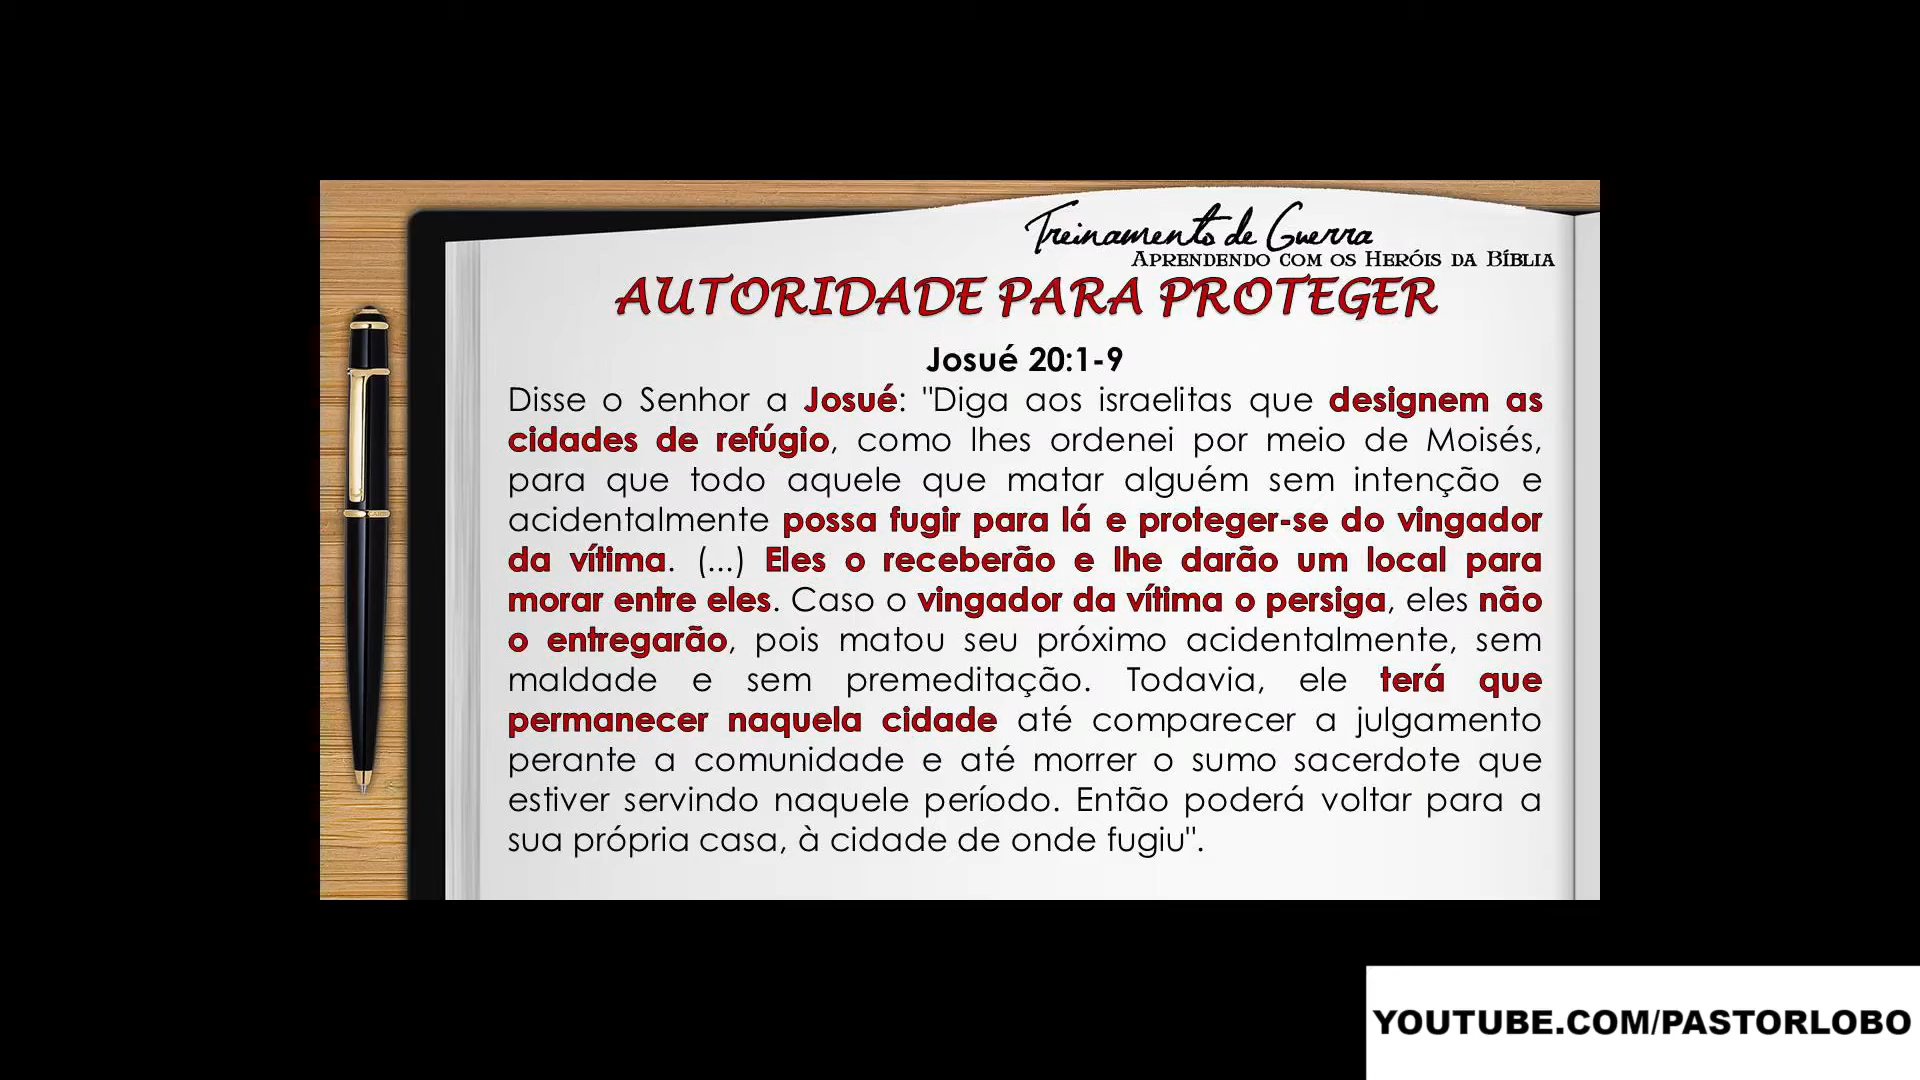 Treinamento de Guerra
Aprendendo com os Heróis da Bíblia
AUTORIDADE PARA PROTEGER
Josué 20:1-9
Disse o Senhor a Josué: "Diga aos israelitas que designem as
cidades de refúgio, como lhes ordenei por meio de Moisés,
para que todo aquele que matar alguém sem intenção e
acidentalmente possa fugir para lá e proteger-se do vingador
da vítima. (...) Eles o receberão e lhe darão um local para
morar entre eles. Caso o vingador da vítima o persiga, eles não
o entregarão, pois matou seu próximo acidentalmente, sem
maldade e sem premeditação. Todavia, ele terá que
permanecer naquela cidade até comparecer a julgamento
perante a comunidade e até morrer o sumo sacerdote que
estiver servindo naquele período. Então poderá voltar para a
sua própria casa, à cidade de onde fugiu".
YOUTUBE.COM/PASTORLOBO